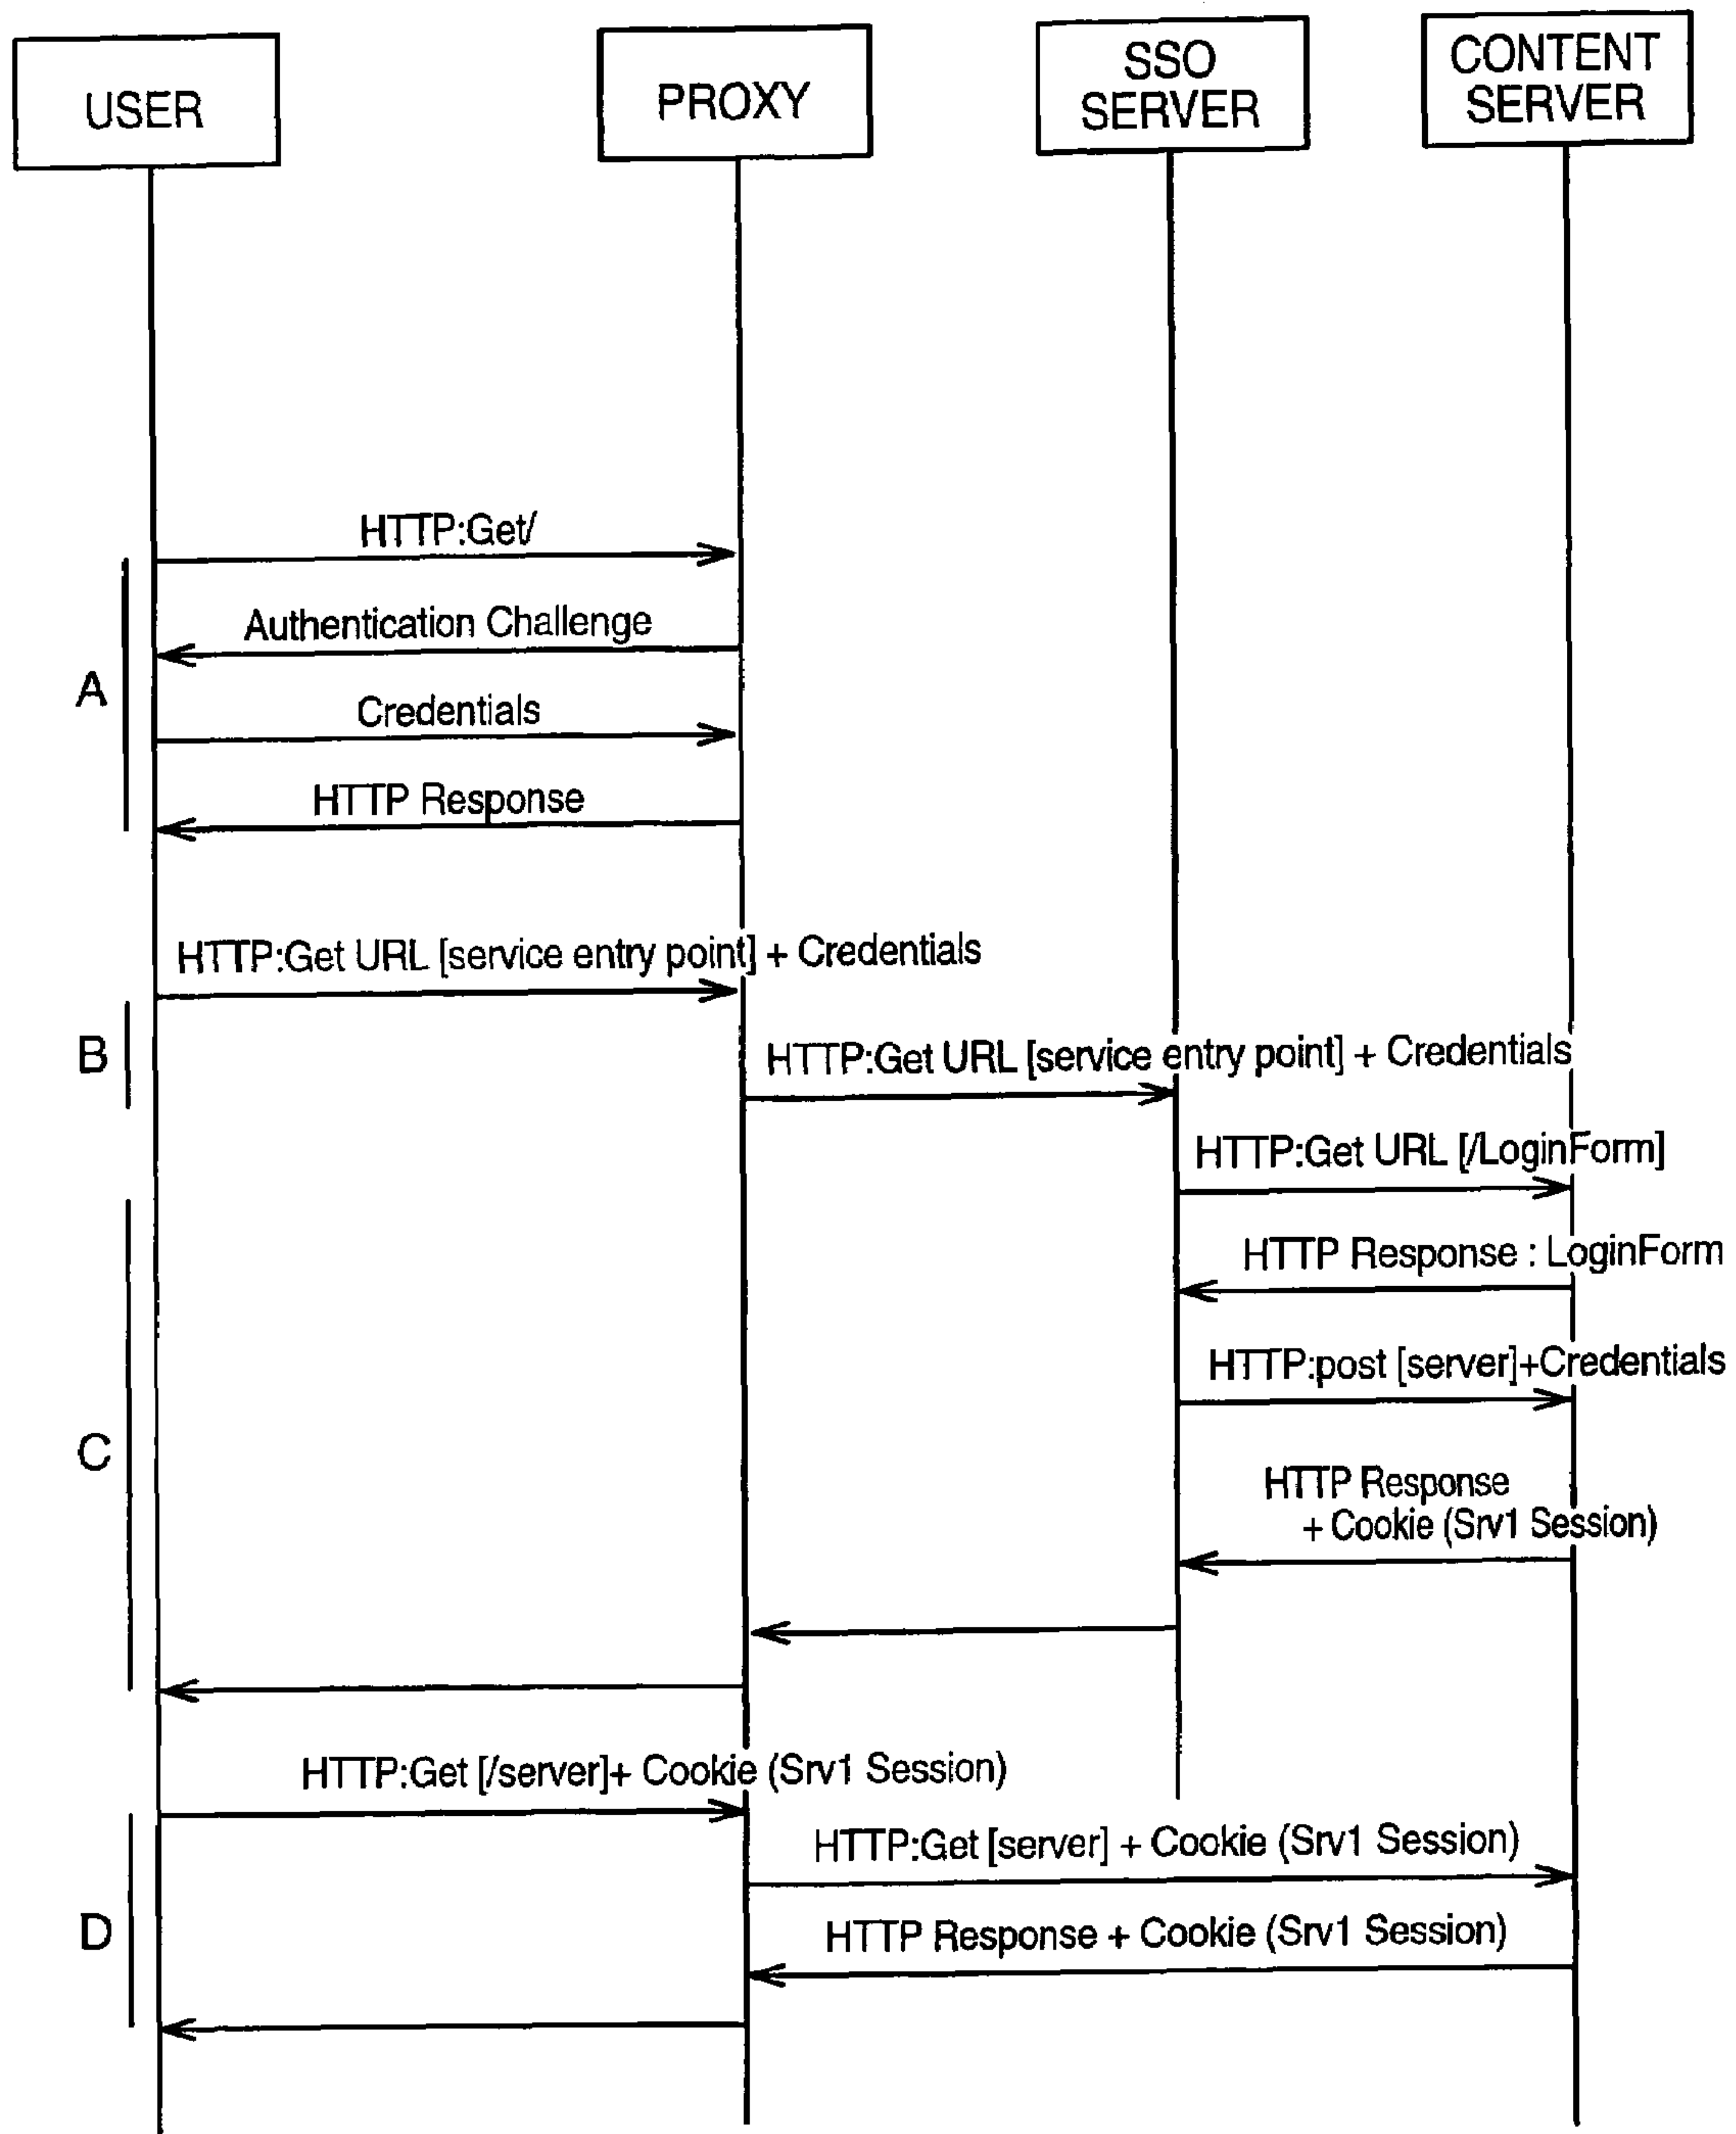 USER
PROXY
SSO
SERVER
CONTENT
SERVER
HTTP:Get/
Authentication Challenge
A
Credentials
HTTP Response
HTTP:Get URL [service entry point] + Credentials
B
HTTP:Get URL [service entry point] + Credentials
HTTP:Get URL [/LoginForm]
HTTP Response : LoginForm
HTTP:post [server]+Credentials
C
HTTP Response
+ Cookie (Srv1 Session)
HTTP:Get [/server]+ Cookie (Srv1 Session)
HTTP:Get [server] + Cookie (Srv1 Session)
D
HTTP Response + Cookie (Srv1 Session)